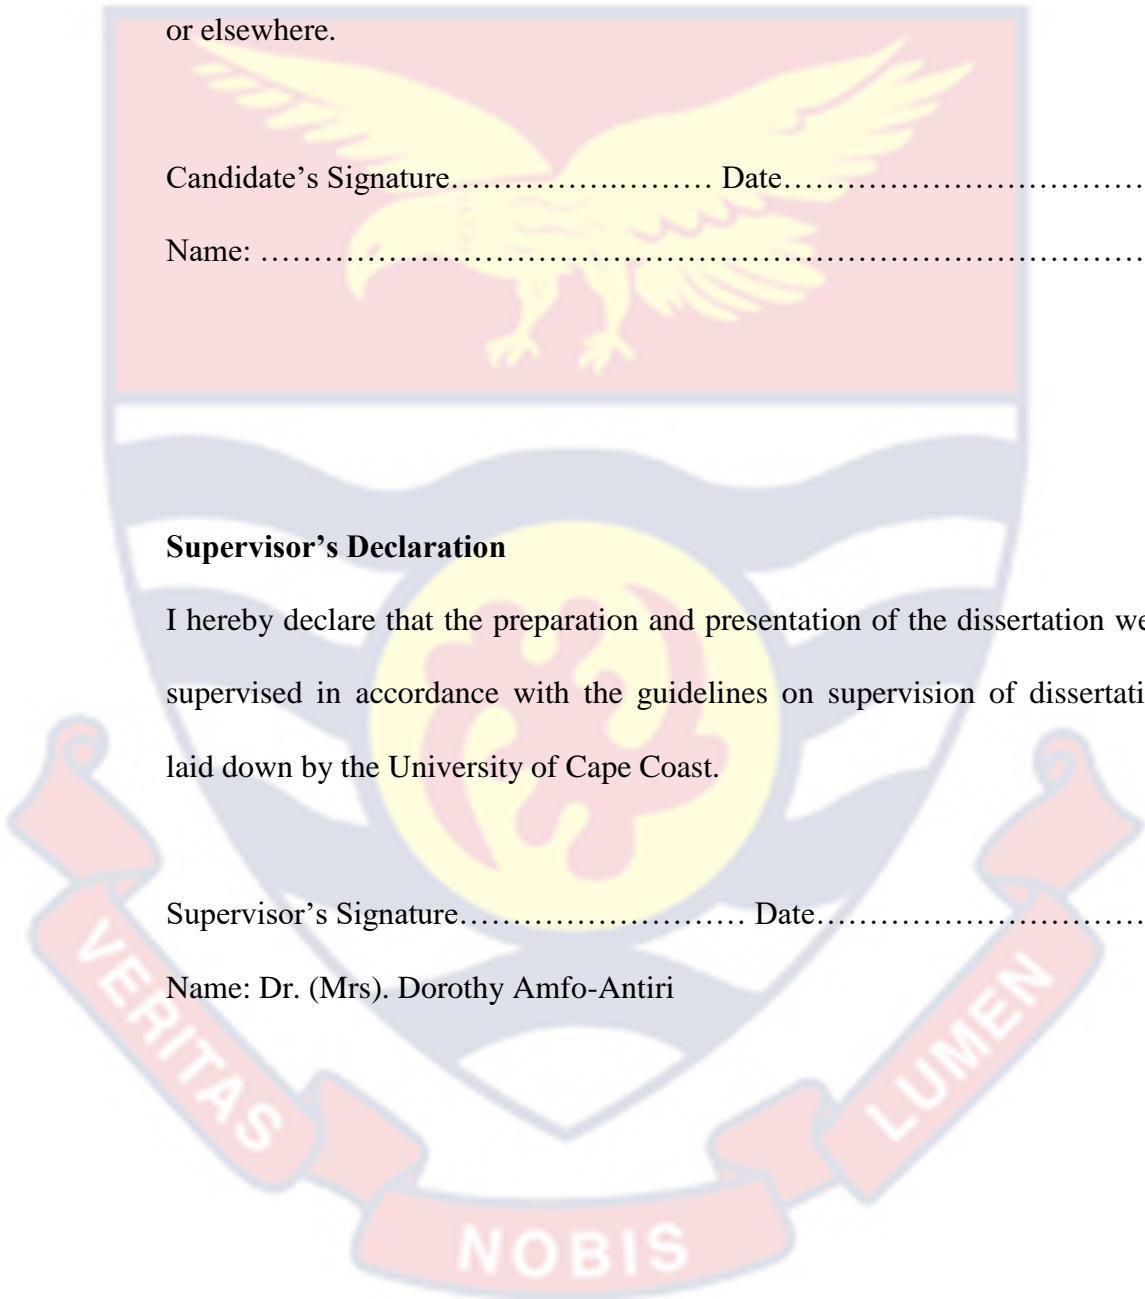 or elsewhere.
Candidate’s Signature…………….……… Date……………………………
Name: …………………………………………………………………………
Supervisor’s Declaration
I hereby declare that the preparation and presentation of the dissertation we
supervised in accordance with the guidelines on supervision of dissertati
laid down by the University of Cape Coast.
Supervisor’s Signature……………………… Date…………………………
Name: Dr. (Mrs). Dorothy Amfo-Antiri
VERITAS
NOBIS
LUMEN